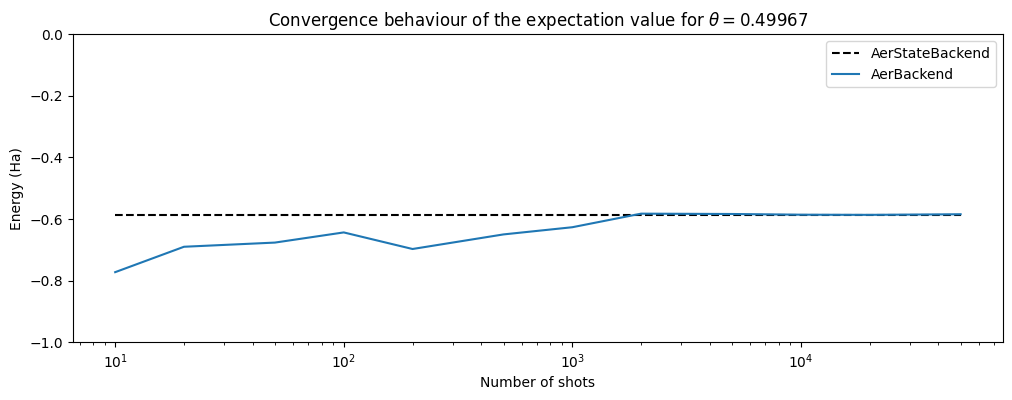 Convergence behaviour of the expectation value for θ = 0.49967
AerStateBackend
AerBackend
Energy (Ha)
0.0
−0.2
−0.4
−0.6
−0.8
−1.0
10¹
10²
10³
10⁴
Number of shots